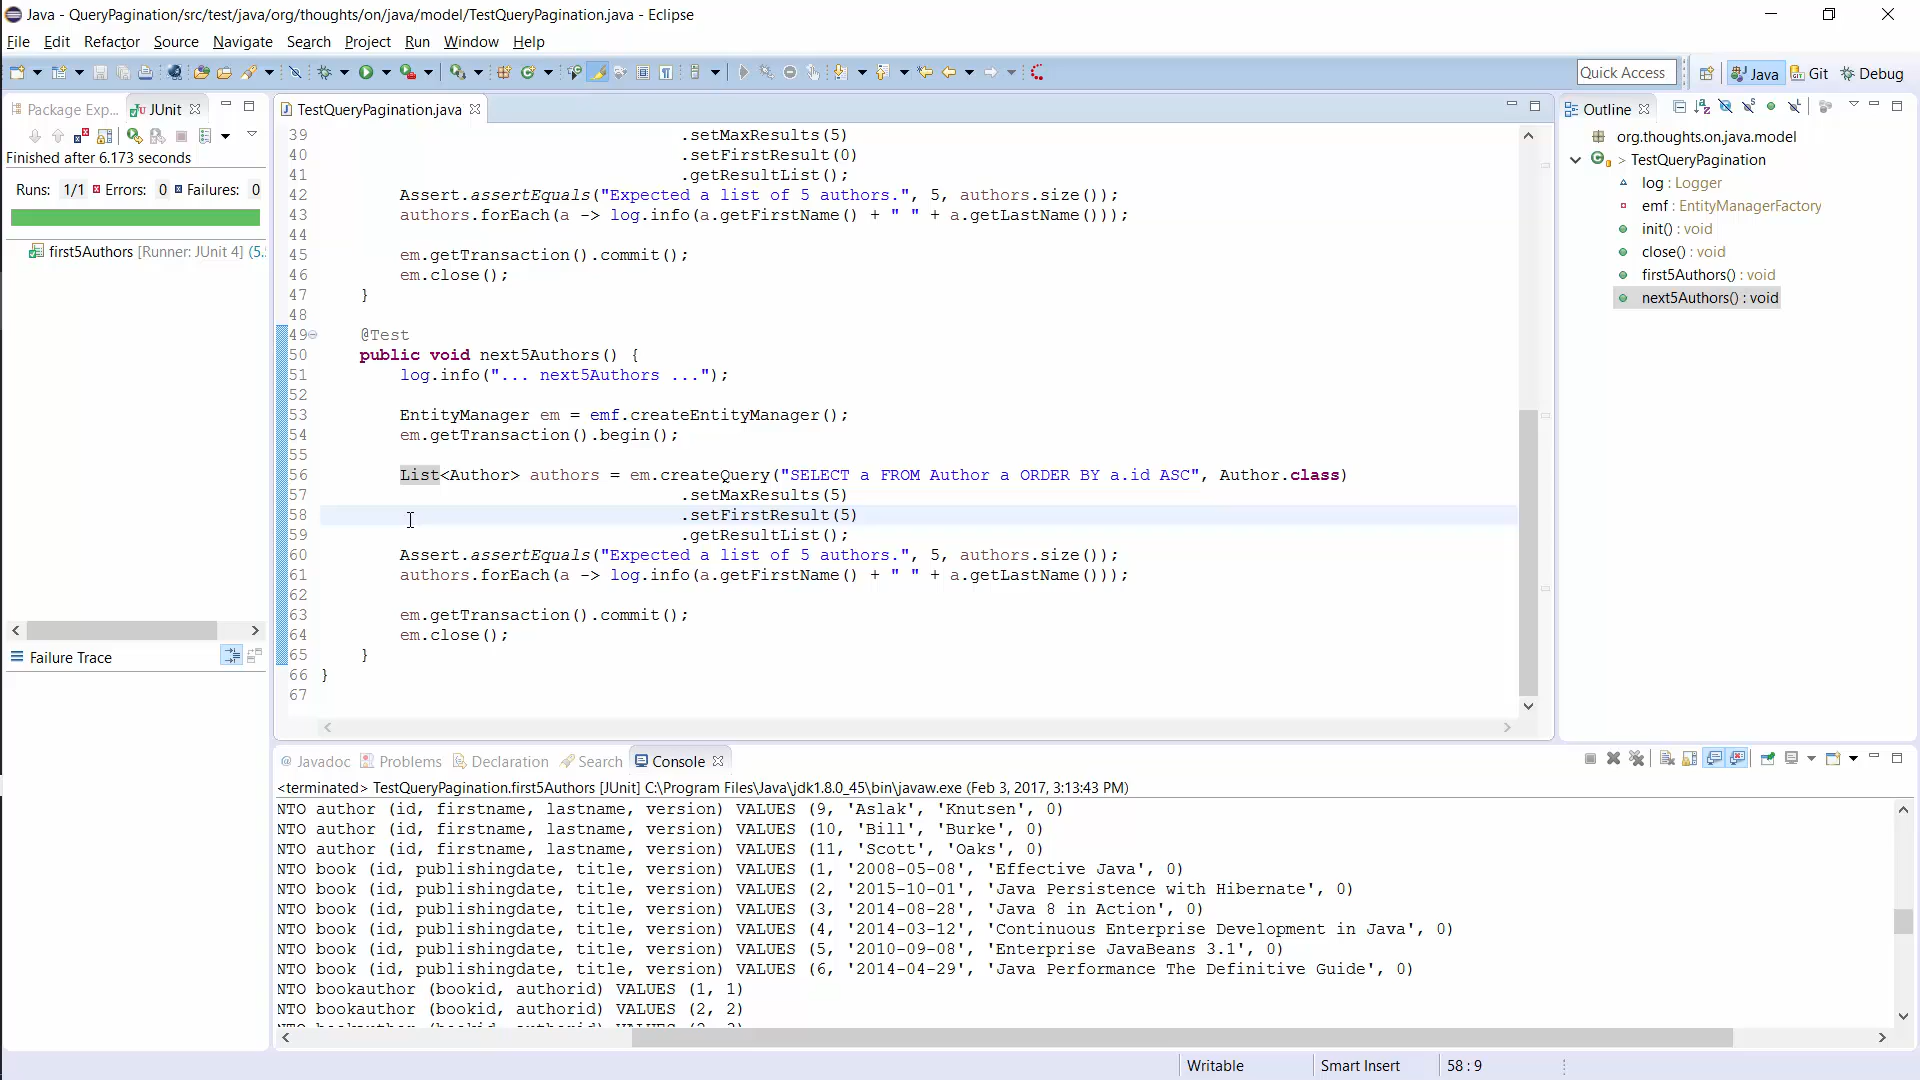 Java - QueryPagination/src/test/java/org/thoughts/on/java/model/TestQueryPagination.java - Eclipse
File Edit Refactor Source Navigate Search Project Run Window Help
Quick Access Java Git Debug
Package Exp... JUnit
Finished after 6.173 seconds
Runs: 1/1 Errors: 0 Failures: 0
first5Authors [Runner: JUnit 4] (5.
Failure Trace
TestQueryPagination.java
39 .setMaxResults(5)
40 .setFirstResult(0)
41 .getResultList();
42 Assert.assertEquals("Expected a list of 5 authors.", 5, authors.size());
43 authors.forEach(a -> log.info(a.getFirstName() + " " + a.getLastName()));
44
45 em.getTransaction().commit();
46 em.close();
47 }
48
49 @Test
50 public void next5Authors() {
51 log.info("... next5Authors ...");
52
53 EntityManager em = emf.createEntityManager();
54 em.getTransaction().begin();
55
56 List<Author> authors = em.createQuery("SELECT a FROM Author a ORDER BY a.id ASC", Author.class)
57 .setMaxResults(5)
58 .setFirstResult(5)
59 .getResultList();
60 Assert.assertEquals("Expected a list of 5 authors.", 5, authors.size());
61 authors.forEach(a -> log.info(a.getFirstName() + " " + a.getLastName()));
62
63 em.getTransaction().commit();
64 em.close();
65 }
66 }
67
Outline
org.thoughts.on.java.model
> TestQueryPagination
log : Logger
emf : EntityManagerFactory
init() : void
close() : void
first5Authors() : void
next5Authors() : void
@ Javadoc Problems Declaration Search Console
<terminated> TestQueryPagination.first5Authors [JUnit] C:\Program Files\Java\jdk1.8.0_45\bin\javaw.exe (Feb 3, 2017, 3:13:43 PM)
NTO author (id, firstname, lastname, version) VALUES (9, 'Aslak', 'Knutsen', 0)
NTO author (id, firstname, lastname, version) VALUES (10, 'Bill', 'Burke', 0)
NTO author (id, firstname, lastname, version) VALUES (11, 'Scott', 'Oaks', 0)
NTO book (id, publishingdate, title, version) VALUES (1, '2008-05-08', 'Effective Java', 0)
NTO book (id, publishingdate, title, version) VALUES (2, '2015-10-01', 'Java Persistence with Hibernate', 0)
NTO book (id, publishingdate, title, version) VALUES (3, '2014-08-28', 'Java 8 in Action', 0)
NTO book (id, publishingdate, title, version) VALUES (4, '2014-03-12', 'Continuous Enterprise Development in Java', 0)
NTO book (id, publishingdate, title, version) VALUES (5, '2010-09-08', 'Enterprise JavaBeans 3.1', 0)
NTO book (id, publishingdate, title, version) VALUES (6, '2014-04-29', 'Java Performance The Definitive Guide', 0)
NTO bookauthor (bookid, authorid) VALUES (1, 1)
NTO bookauthor (bookid, authorid) VALUES (2, 2)
Writable Smart Insert 58 : 9